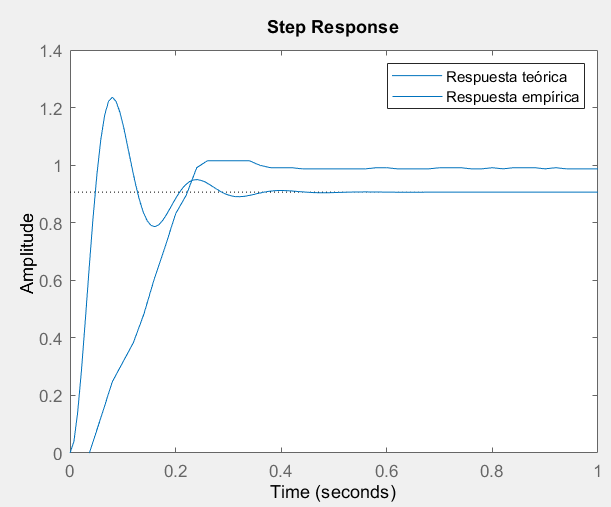 Step Response
Respuesta teórica
Respuesta empírica
1.4
1.2
1
0.8
0.6
0.4
0.2
0
Amplitude
0 0.2 0.4 0.6 0.8 1
Time (seconds)